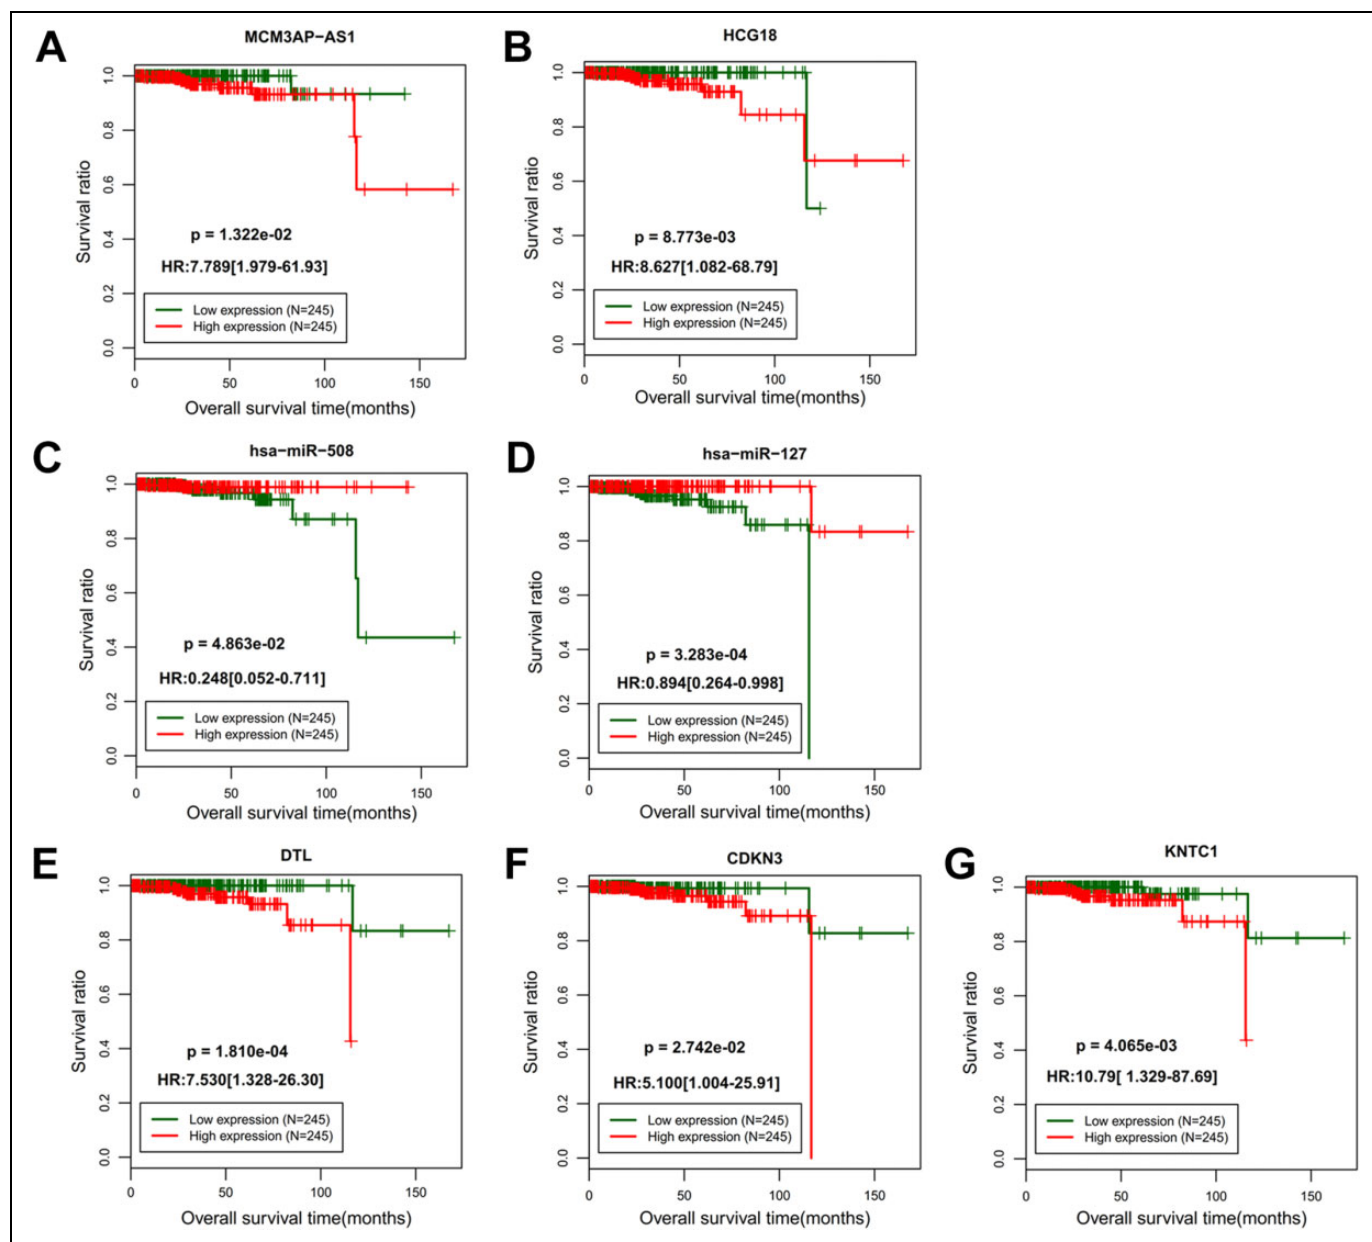 A
MCM3AP−AS1
Survival ratio
1.0
0.8
0.6
0.4
0.2
0.0
p = 1.322e-02
HR:7.789[1.979-61.93]
Low expression (N=245)
High expression (N=245)
0 50 100 150
Overall survival time(months)
B
HCG18
Survival ratio
1.0
0.8
0.6
0.4
0.2
0.0
p = 8.773e-03
HR:8.627[1.082-68.79]
Low expression (N=245)
High expression (N=245)
0 50 100 150
Overall survival time(months)
C
hsa−miR−508
Survival ratio
1.0
0.8
0.6
0.4
0.2
0.0
p = 4.863e-02
HR:0.248[0.052-0.711]
Low expression (N=245)
High expression (N=245)
0 50 100 150
Overall survival time(months)
D
hsa−miR−127
Survival ratio
1.0
0.8
0.6
0.4
0.2
0.0
p = 3.283e-04
HR:0.894[0.264-0.998]
Low expression (N=245)
High expression (N=245)
0 50 100 150
Overall survival time(months)
E
DTL
Survival ratio
1.0
0.8
0.6
0.4
0.2
0.0
p = 1.810e-04
HR:7.530[1.328-26.30]
Low expression (N=245)
High expression (N=245)
0 50 100 150
Overall survival time(months)
F
CDKN3
Survival ratio
1.0
0.8
0.6
0.4
0.2
0.0
p = 2.742e-02
HR:5.100[1.004-25.91]
Low expression (N=245)
High expression (N=245)
0 50 100 150
Overall survival time(months)
G
KNTC1
Survival ratio
1.0
0.8
0.6
0.4
0.2
0.0
p = 4.065e-03
HR:10.79[ 1.329-87.69]
Low expression (N=245)
High expression (N=245)
0 50 100 150
Overall survival time(months)